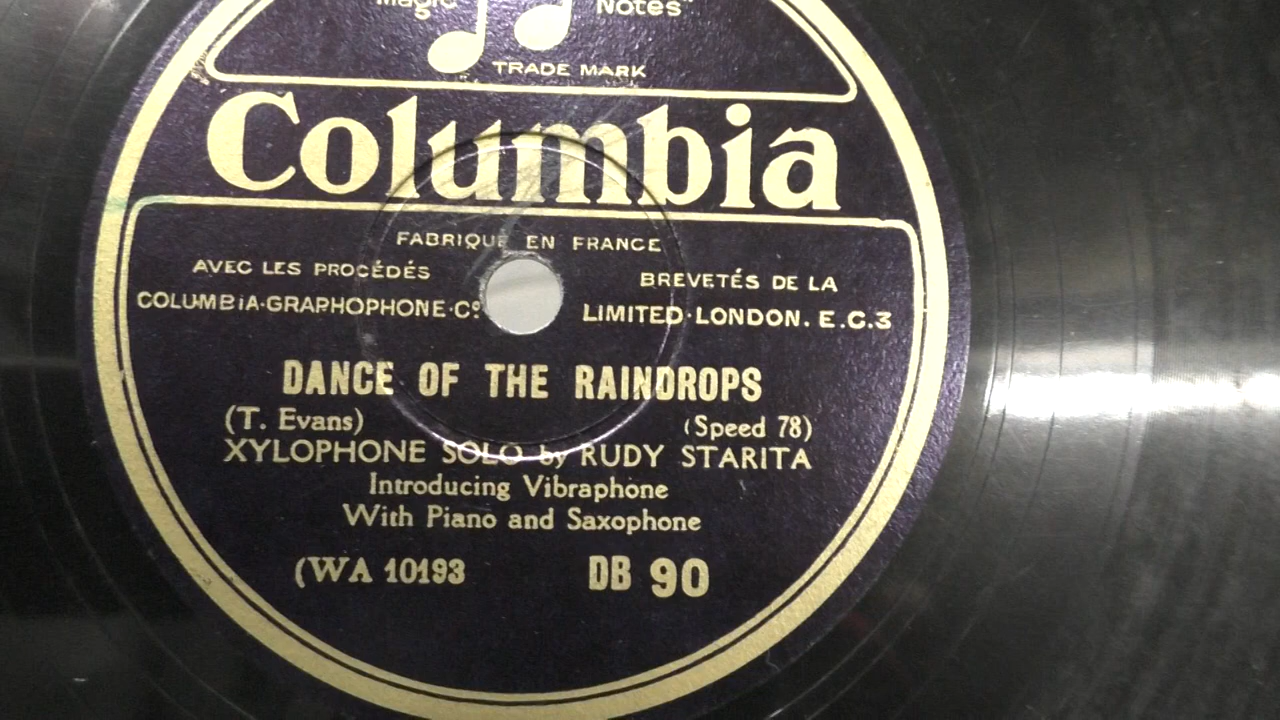 "Magic Notes"
TRADE MARK
Columbia
FABRIQUÉ EN FRANCE
AVEC LES PROCÉDÉS BREVETÉS DE LA
COLUMBIA·GRAPHOPHONE·Cº LIMITED·LONDON. E.C.3
DANCE OF THE RAINDROPS
(T. Evans) (Speed 78)
XYLOPHONE SOLO by RUDY STARITA
Introducing Vibraphone
With Piano and Saxophone
(WA 10193 DB 90